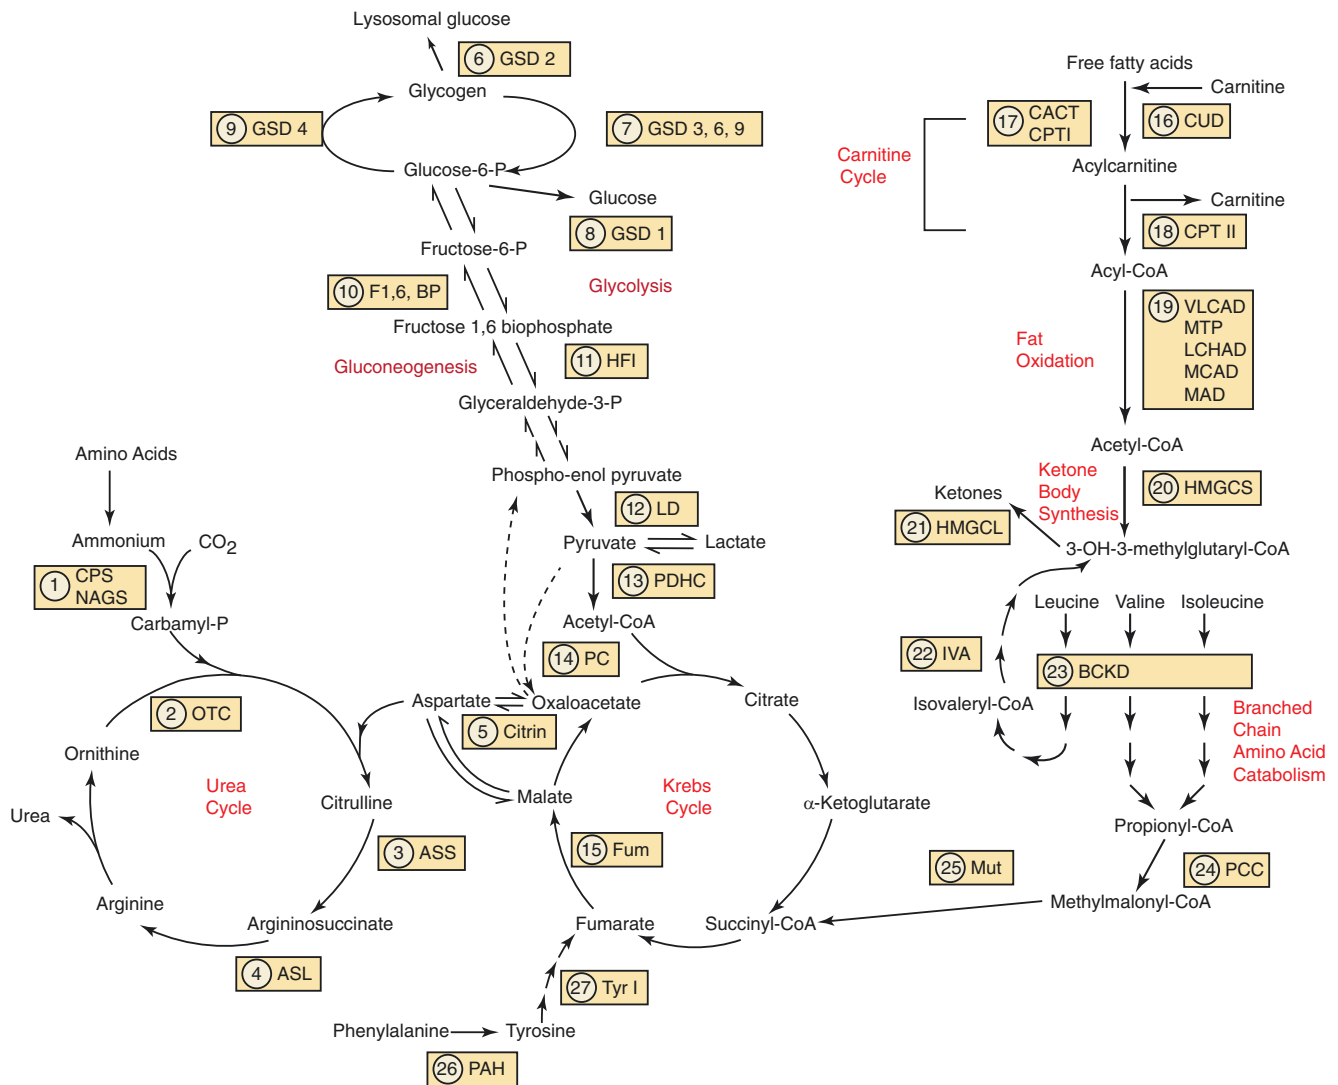 Lysosomal glucose
6 GSD 2
Glycogen
9 GSD 4
7 GSD 3, 6, 9
Glucose-6-P
Glucose
8 GSD 1
Fructose-6-P
Glycolysis
10 F1,6, BP
Fructose 1,6 biophosphate
11 HFI
Gluconeogenesis
Glyceraldehyde-3-P
Phospho-enol pyruvate
12 LD
Pyruvate
Lactate
13 PDHC
Acetyl-CoA
14 PC
Amino Acids
Ammonium
CO2
1 CPS
NAGS
Carbamyl-P
2 OTC
Ornithine
Urea
Cycle
Urea
Citrulline
3 ASS
Arginine
Argininosuccinate
4 ASL
Aspartate
Oxaloacetate
5 Citrin
Citrate
Malate
Krebs
Cycle
α-Ketoglutarate
15 Fum
Fumarate
Succinyl-CoA
27 Tyr I
Phenylalanine
Tyrosine
26 PAH
Free fatty acids
Carnitine
17 CACT
CPTI
16 CUD
Carnitine
Cycle
Acylcarnitine
Carnitine
18 CPT II
Acyl-CoA
19 VLCAD
MTP
LCHAD
MCAD
MAD
Fat
Oxidation
Acetyl-CoA
Ketone
Body
Synthesis
20 HMGCS
Ketones
21 HMGCL
3-OH-3-methylglutaryl-CoA
Leucine
Valine
Isoleucine
22 IVA
23 BCKD
Isovaleryl-CoA
Branched
Chain
Amino Acid
Catabolism
Propionyl-CoA
25 Mut
24 PCC
Methylmalonyl-CoA